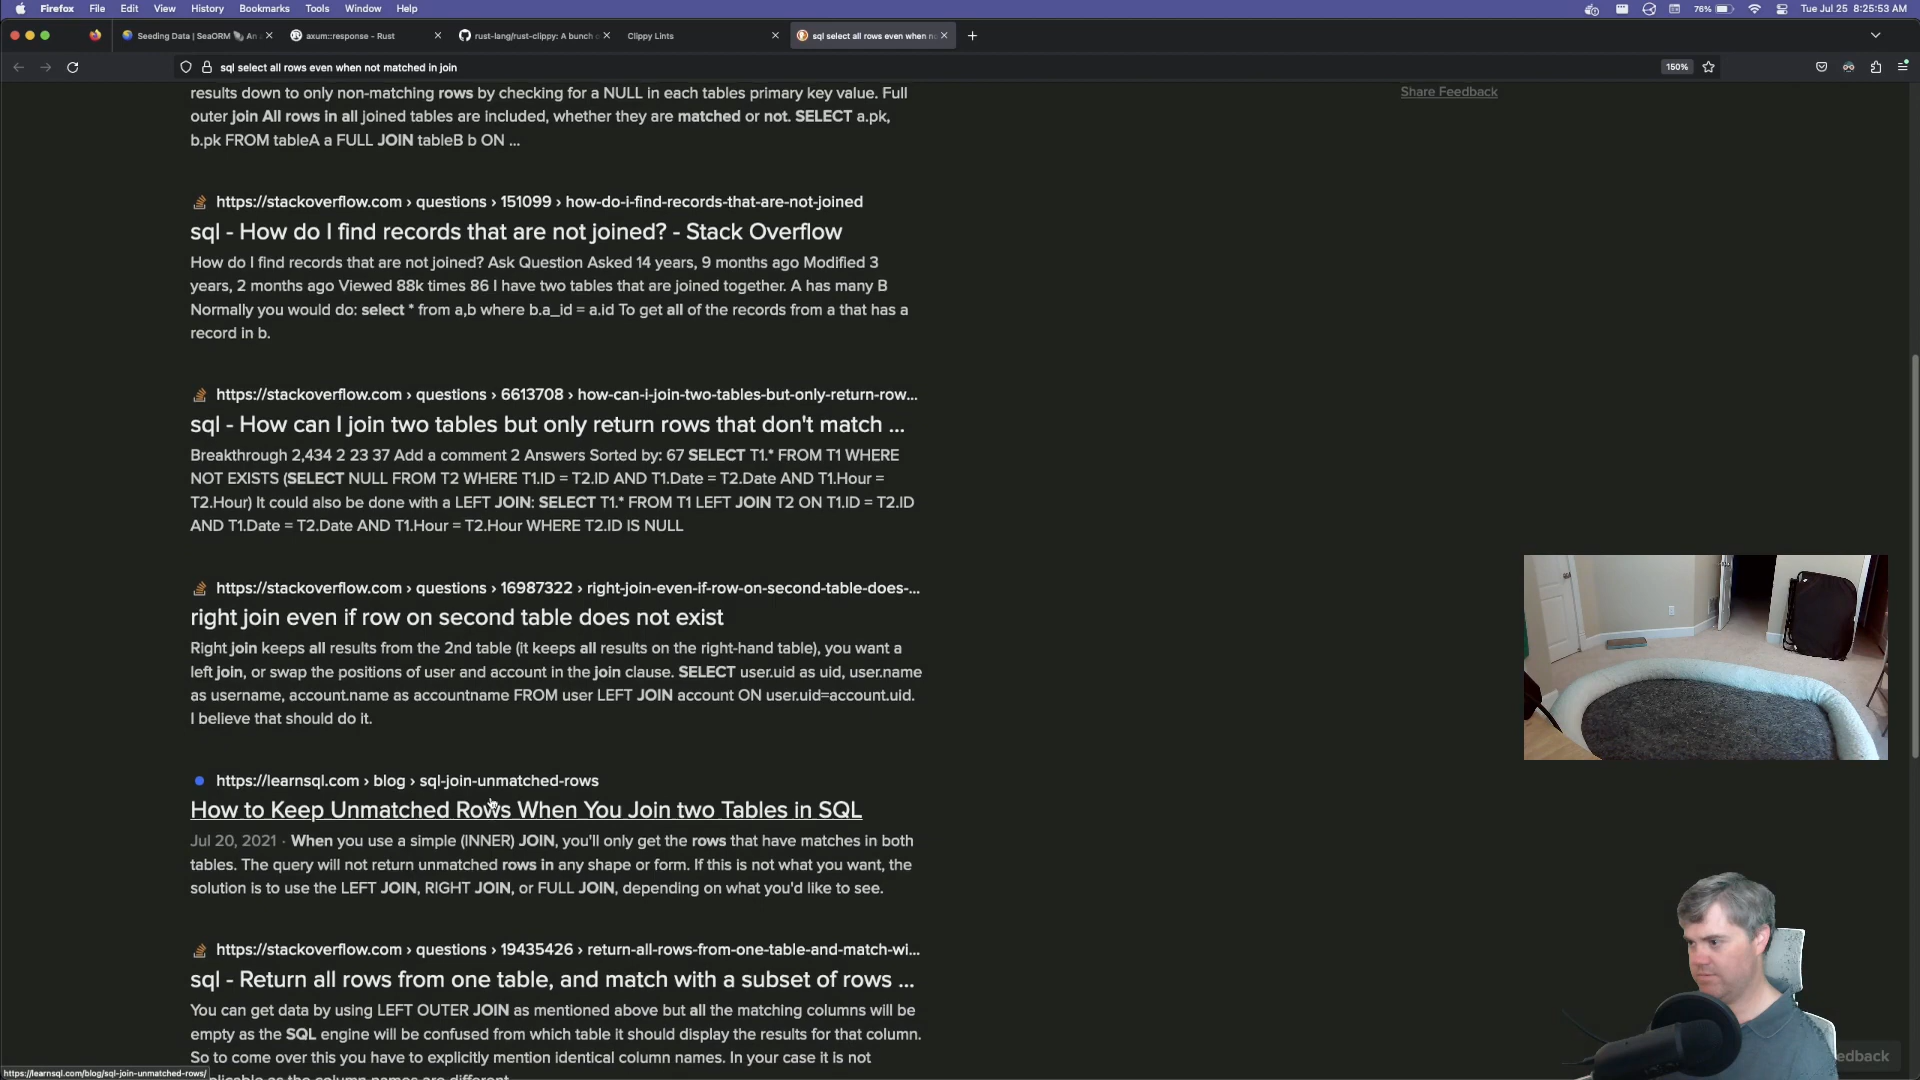 Firefox File Edit View History Bookmarks Tools Window Help 76% Tue Jul 25 8:25:53 AM
Seeding Data | SeaORM An axum::response - Rust rust-lang/rust-clippy: A bunch Clippy Lints sql select all rows even when
sql select all rows even when not matched in join 150%
results down to only non-matching rows by checking for a NULL in each tables primary key value. Full
outer join All rows in all joined tables are included, whether they are matched or not. SELECT a.pk,
b.pk FROM tableA a FULL JOIN tableB b ON ...
Share Feedback
https://stackoverflow.com › questions › 151099 › how-do-i-find-records-that-are-not-joined
sql - How do I find records that are not joined? - Stack Overflow
How do I find records that are not joined? Ask Question Asked 14 years, 9 months ago Modified 3
years, 2 months ago Viewed 88k times 86 I have two tables that are joined together. A has many B
Normally you would do: select * from a,b where b.a_id = a.id To get all of the records from a that has a
record in b.
https://stackoverflow.com › questions › 6613708 › how-can-i-join-two-tables-but-only-return-row...
sql - How can I join two tables but only return rows that don't match ...
Breakthrough 2,434 2 23 37 Add a comment 2 Answers Sorted by: 67 SELECT T1.* FROM T1 WHERE
NOT EXISTS (SELECT NULL FROM T2 WHERE T1.ID = T2.ID AND T1.Date = T2.Date AND T1.Hour =
T2.Hour) It could also be done with a LEFT JOIN: SELECT T1.* FROM T1 LEFT JOIN T2 ON T1.ID = T2.ID
AND T1.Date = T2.Date AND T1.Hour = T2.Hour WHERE T2.ID IS NULL
https://stackoverflow.com › questions › 16987322 › right-join-even-if-row-on-second-table-does-...
right join even if row on second table does not exist
Right join keeps all results from the 2nd table (it keeps all results on the right-hand table), you want a
left join, or swap the positions of user and account in the join clause. SELECT user.uid as uid, user.name
as username, account.name as accountname FROM user LEFT JOIN account ON user.uid=account.uid.
I believe that should do it.
https://learnsql.com › blog › sql-join-unmatched-rows
How to Keep Unmatched Rows When You Join two Tables in SQL
Jul 20, 2021 · When you use a simple (INNER) JOIN, you'll only get the rows that have matches in both
tables. The query will not return unmatched rows in any shape or form. If this is not what you want, the
solution is to use the LEFT JOIN, RIGHT JOIN, or FULL JOIN, depending on what you'd like to see.
https://stackoverflow.com › questions › 19435426 › return-all-rows-from-one-table-and-match-wi...
sql - Return all rows from one table, and match with a subset of rows ...
You can get data by using LEFT OUTER JOIN as mentioned above but all the matching columns will be
empty as the SQL engine will be confused from which table it should display the results for that column.
So to come over this you have to explicitly mention identical column names. In your case it is not
edback
https://learnsql.com/blog/sql-join-unmatched-rows/